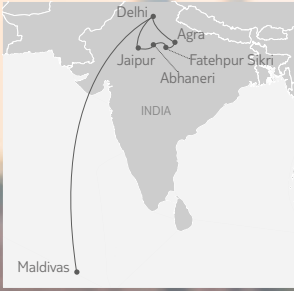 Delhi
Agra
Jaipur
Fatehpur Sikri
Abhaneri
INDIA
Maldivas